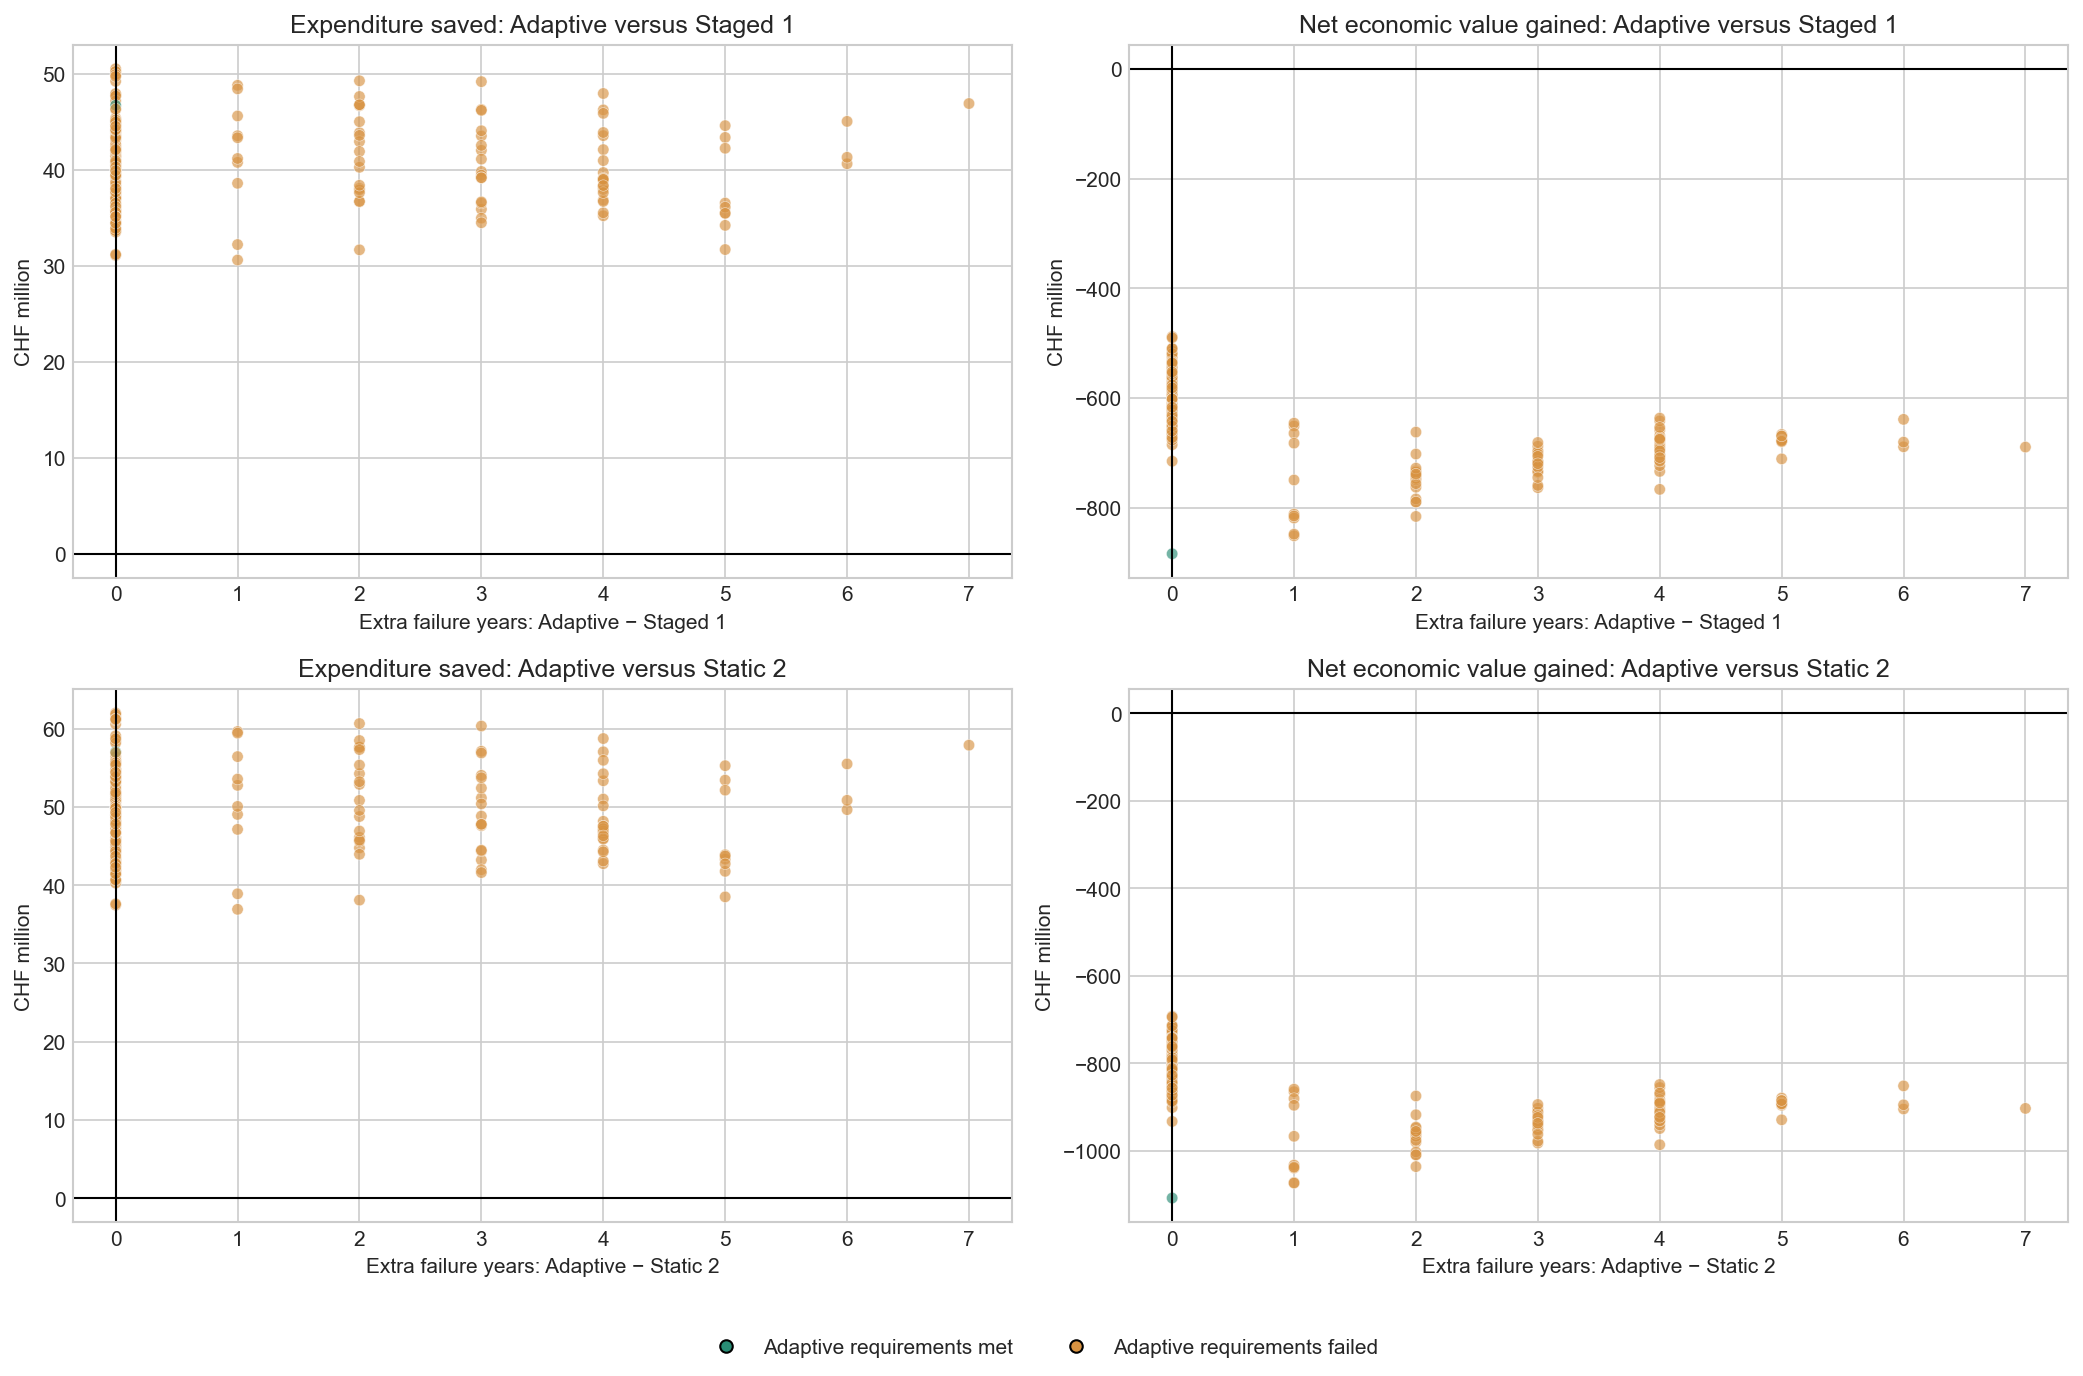 Expenditure saved: Adaptive versus Staged 1
50
40
30
20
10
0
CHF million
0 1 2 3 4 5 6 7
Extra failure years: Adaptive − Staged 1
Net economic value gained: Adaptive versus Staged 1
0
−200
−400
−600
−800
CHF million
0 1 2 3 4 5 6 7
Extra failure years: Adaptive − Staged 1
Expenditure saved: Adaptive versus Static 2
60
50
40
30
20
10
0
CHF million
0 1 2 3 4 5 6 7
Extra failure years: Adaptive − Static 2
Net economic value gained: Adaptive versus Static 2
0
−200
−400
−600
−800
−1000
CHF million
0 1 2 3 4 5 6 7
Extra failure years: Adaptive − Static 2
Adaptive requirements met
Adaptive requirements failed